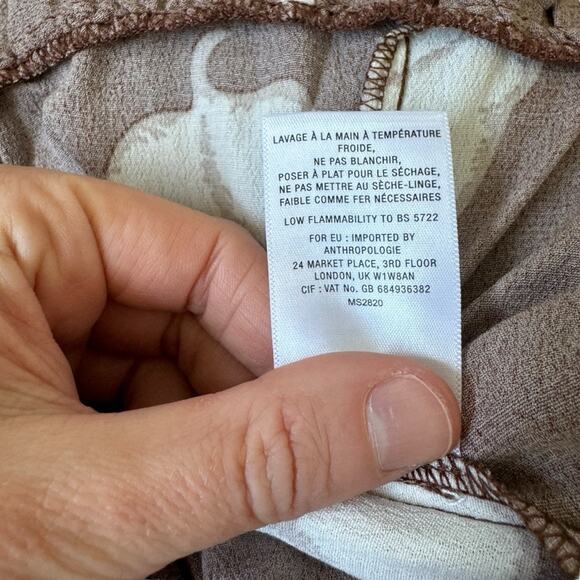 LAVAGE À LA MAIN À TEMPÉRATURE
FROIDE,
NE PAS BLANCHIR,
POSER À PLAT POUR LE SÉCHAGE,
NE PAS METTRE AU SÈCHE-LINGE,
FAIBLE COMME FER NÉCESSAIRES
LOW FLAMMABILITY TO BS 5722
FOR EU : IMPORTED BY
ANTHROPOLOGIE
24 MARKET PLACE, 3RD FLOOR
LONDON, UK W1W8AN
CIF : VAT No. GB 684936382
MS2820